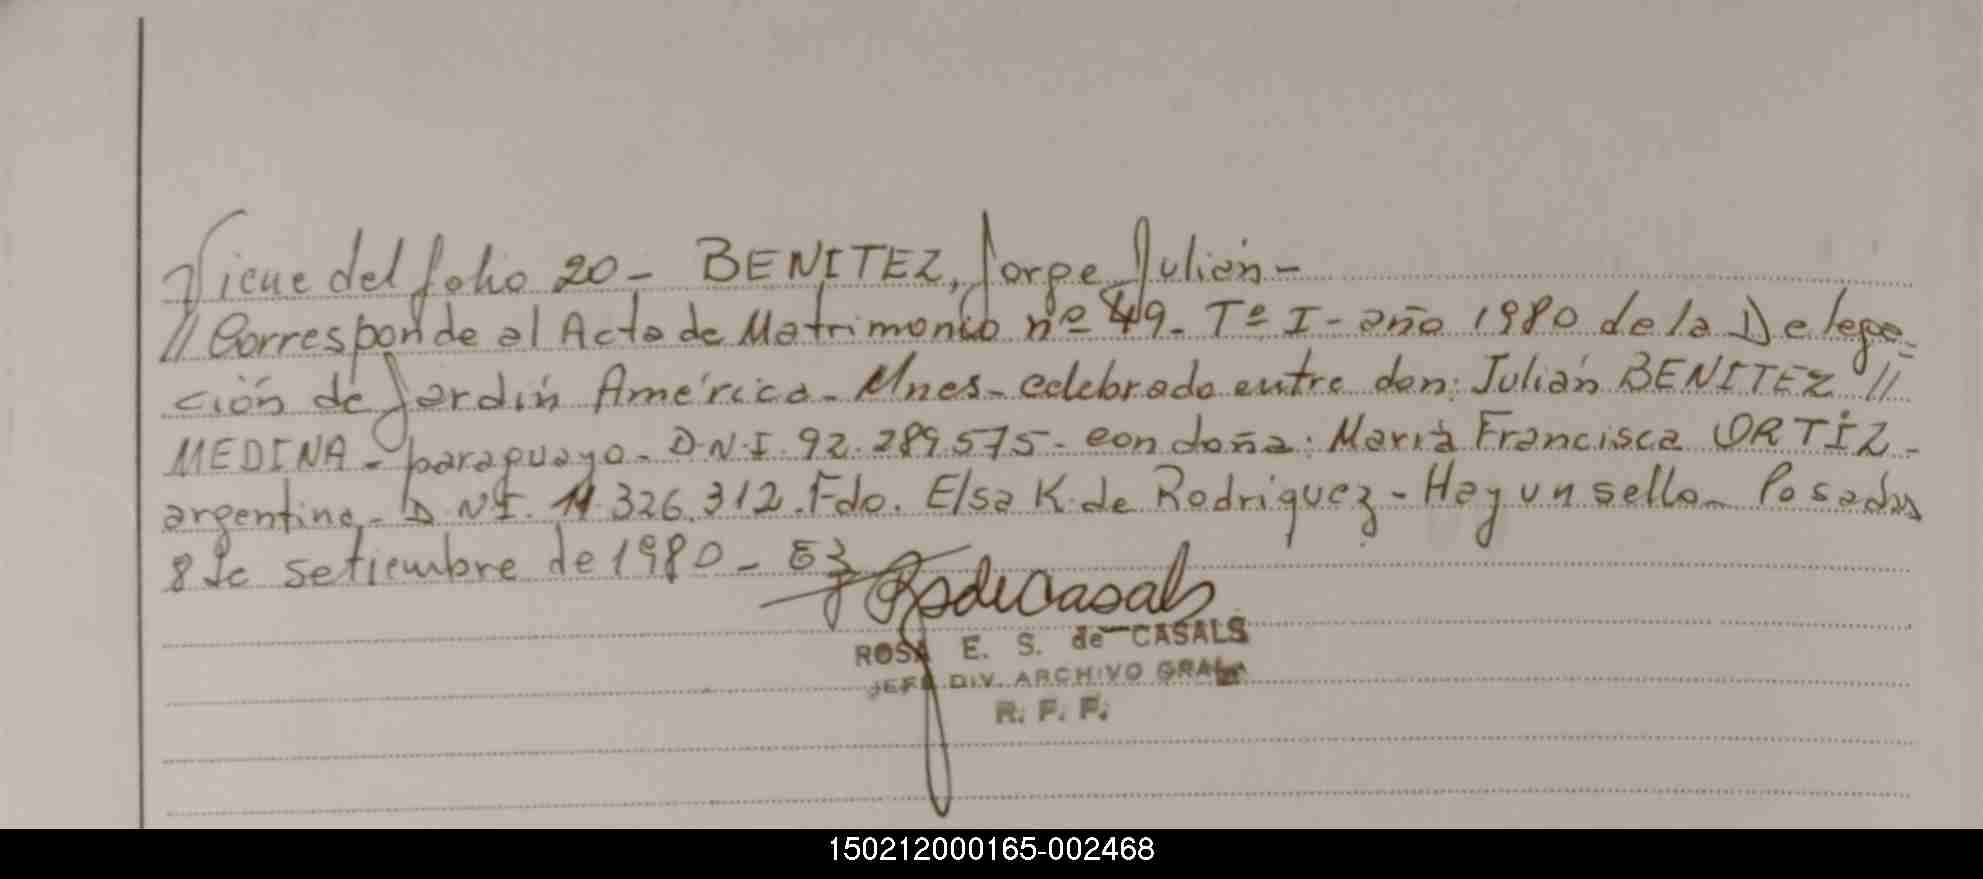 Viene del folio 20 - BENITEZ, Jorge Julián -
// Corresponde al Acta de Matrimonio nº 49 - Tº I - año 1980 de la Delega=
ción de Jardín América - Mnes - celebrado entre don: Julián BENITEZ //
MEDINA - paraguayo - D.N.I. 92.289.575 - con doña: María Francisca ORTÍZ -
argentina - D.N.I. 11.326.312. Fdo. Elsa K. de Rodriguez - Hay un sello - Posadas
8 de setiembre de 1980 -
ROSA E. S. de CASALS
JEFE DIV. ARCHIVO GRAL
R. P. P.
150212000165-002468